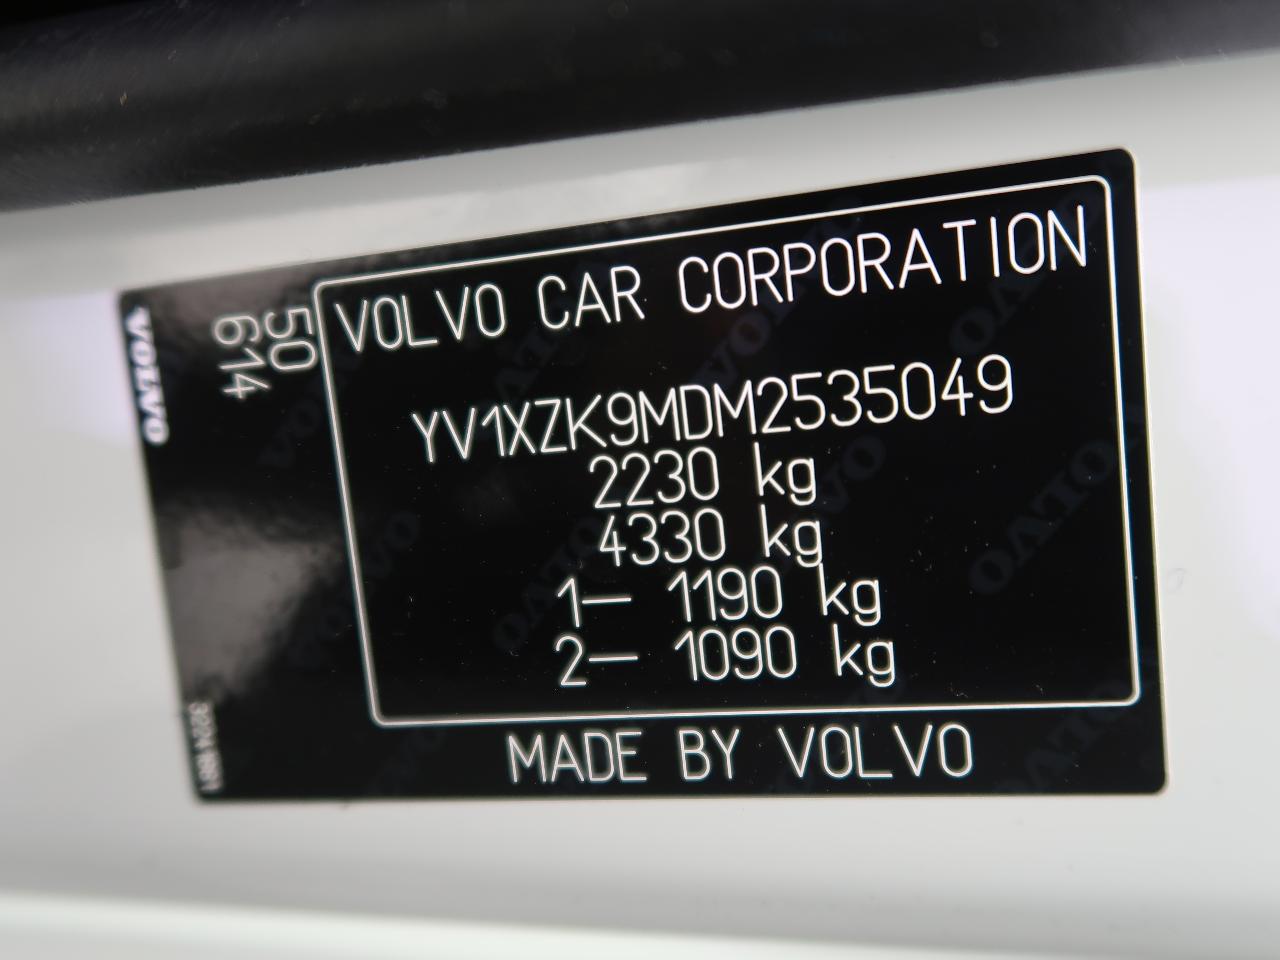 VOLVO
50
614
VOLVO CAR CORPORATION
YV1XZK9MDM2535049
2230 kg
4330 kg
1– 1190 kg
2– 1090 kg
MADE BY VOLVO